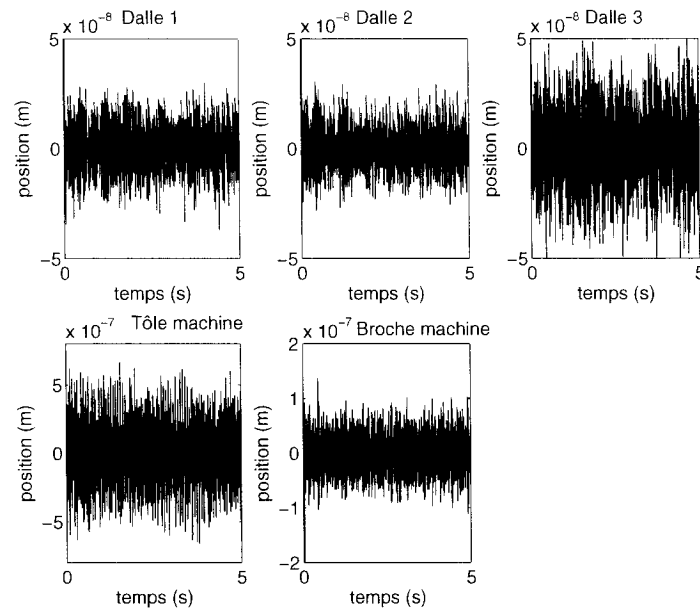 x 10⁻⁸ Dalle 1
5
0
−5
position (m)
0
5
temps (s)
x 10⁻⁸ Dalle 2
5
0
−5
position (m)
0
5
temps (s)
x 10⁻⁸ Dalle 3
5
0
−5
position (m)
0
5
temps (s)
x 10⁻⁷ Tôle machine
5
0
−5
position (m)
0
5
temps (s)
x 10⁻⁷ Broche machine
2
1
0
−1
−2
position (m)
0
5
temps (s)